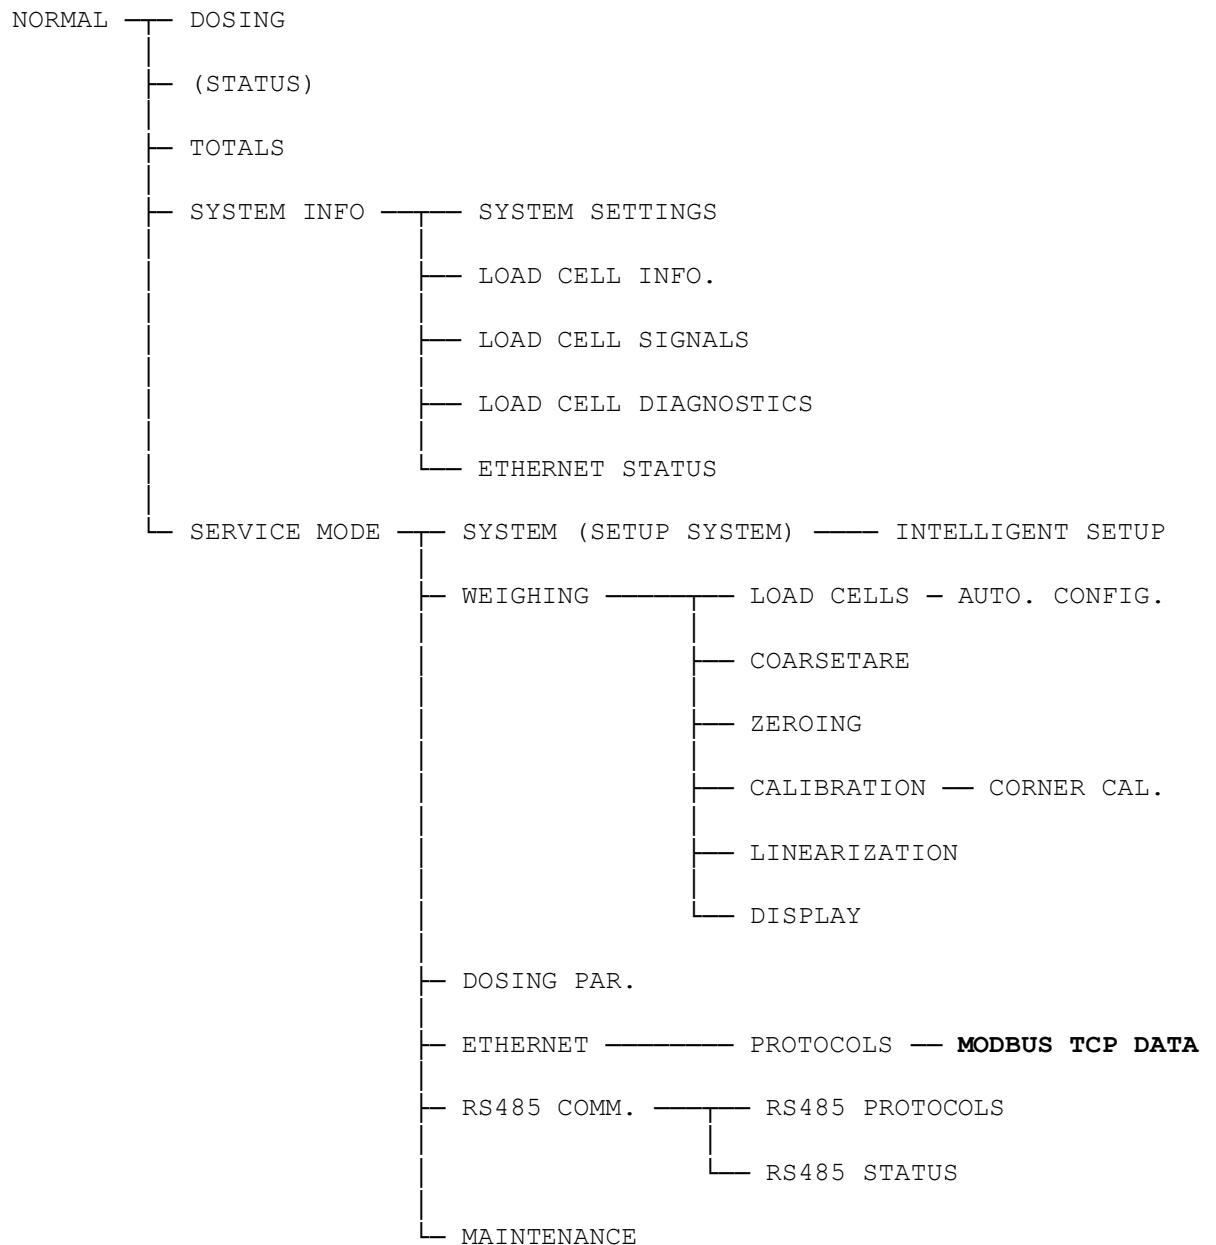 NORMAL DOSING
(STATUS)
TOTALS
SYSTEM INFO SYSTEM SETTINGS
LOAD CELL INFO.
LOAD CELL SIGNALS
LOAD CELL DIAGNOSTICS
ETHERNET STATUS
SERVICE MODE SYSTEM (SETUP SYSTEM) INTELLIGENT SETUP
WEIGHING LOAD CELLS AUTO. CONFIG.
COARSETARE
ZEROING
CALIBRATION CORNER CAL.
LINEARIZATION
DISPLAY
DOSING PAR.
ETHERNET PROTOCOLS MODBUS TCP DATA
RS485 COMM. RS485 PROTOCOLS
RS485 STATUS
MAINTENANCE